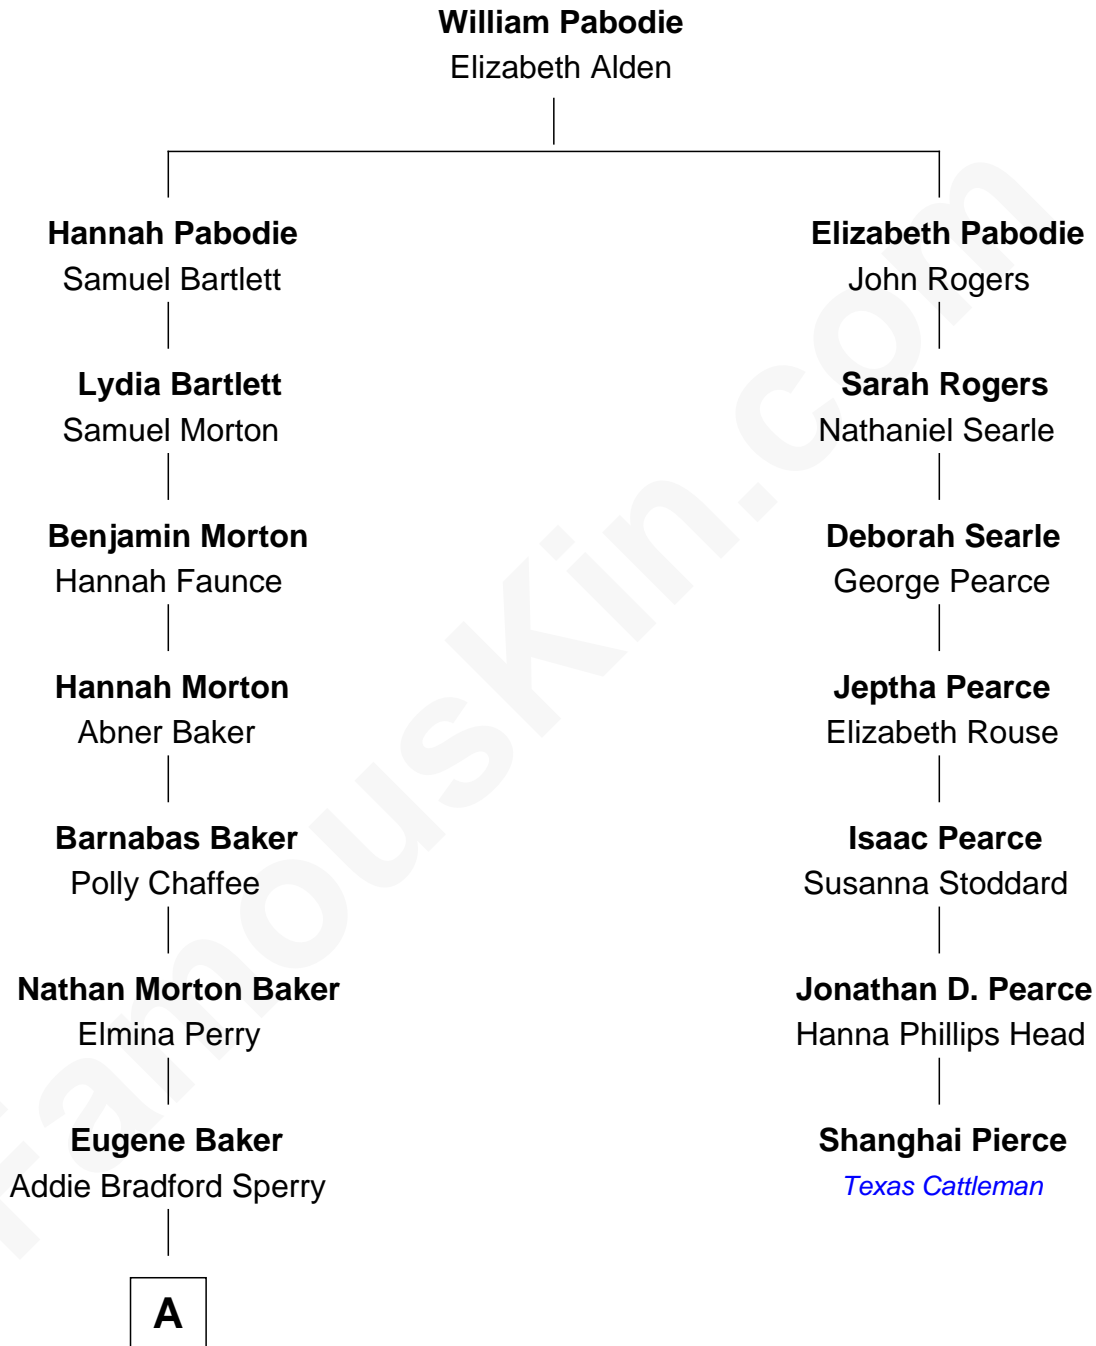 William Pabodie
Elizabeth Alden
Hannah Pabodie
Samuel Bartlett
Elizabeth Pabodie
John Rogers
Lydia Bartlett
Samuel Morton
Sarah Rogers
Nathaniel Searle
Benjamin Morton
Hannah Faunce
Deborah Searle
George Pearce
Hannah Morton
Abner Baker
Jeptha Pearce
Elizabeth Rouse
Barnabas Baker
Polly Chaffee
Isaac Pearce
Susanna Stoddard
Nathan Morton Baker
Elmina Perry
Jonathan D. Pearce
Hanna Phillips Head
Eugene Baker
Addie Bradford Sperry
Shanghai Pierce
Texas Cattleman
A
FamousKin.com